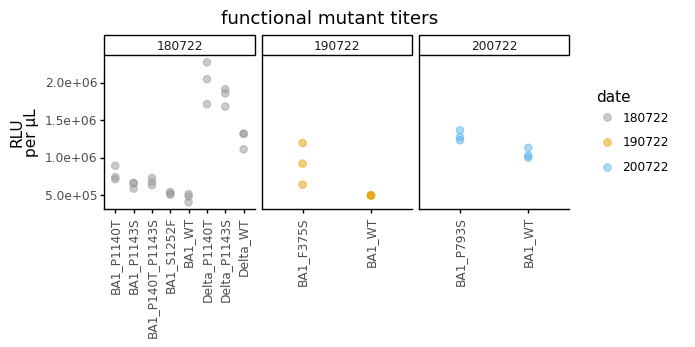 functional mutant titers
180722
190722
200722
RLU
per µL
2.0e+06
1.5e+06
1.0e+06
5.0e+05
BA1_P1140T
BA1_P1143S
BA1_P140T_P1143S
BA1_S1252F
BA1_WT
Delta_P1140T
Delta_P1143S
Delta_WT
BA1_F375S
BA1_WT
BA1_P793S
BA1_WT
date
180722
190722
200722